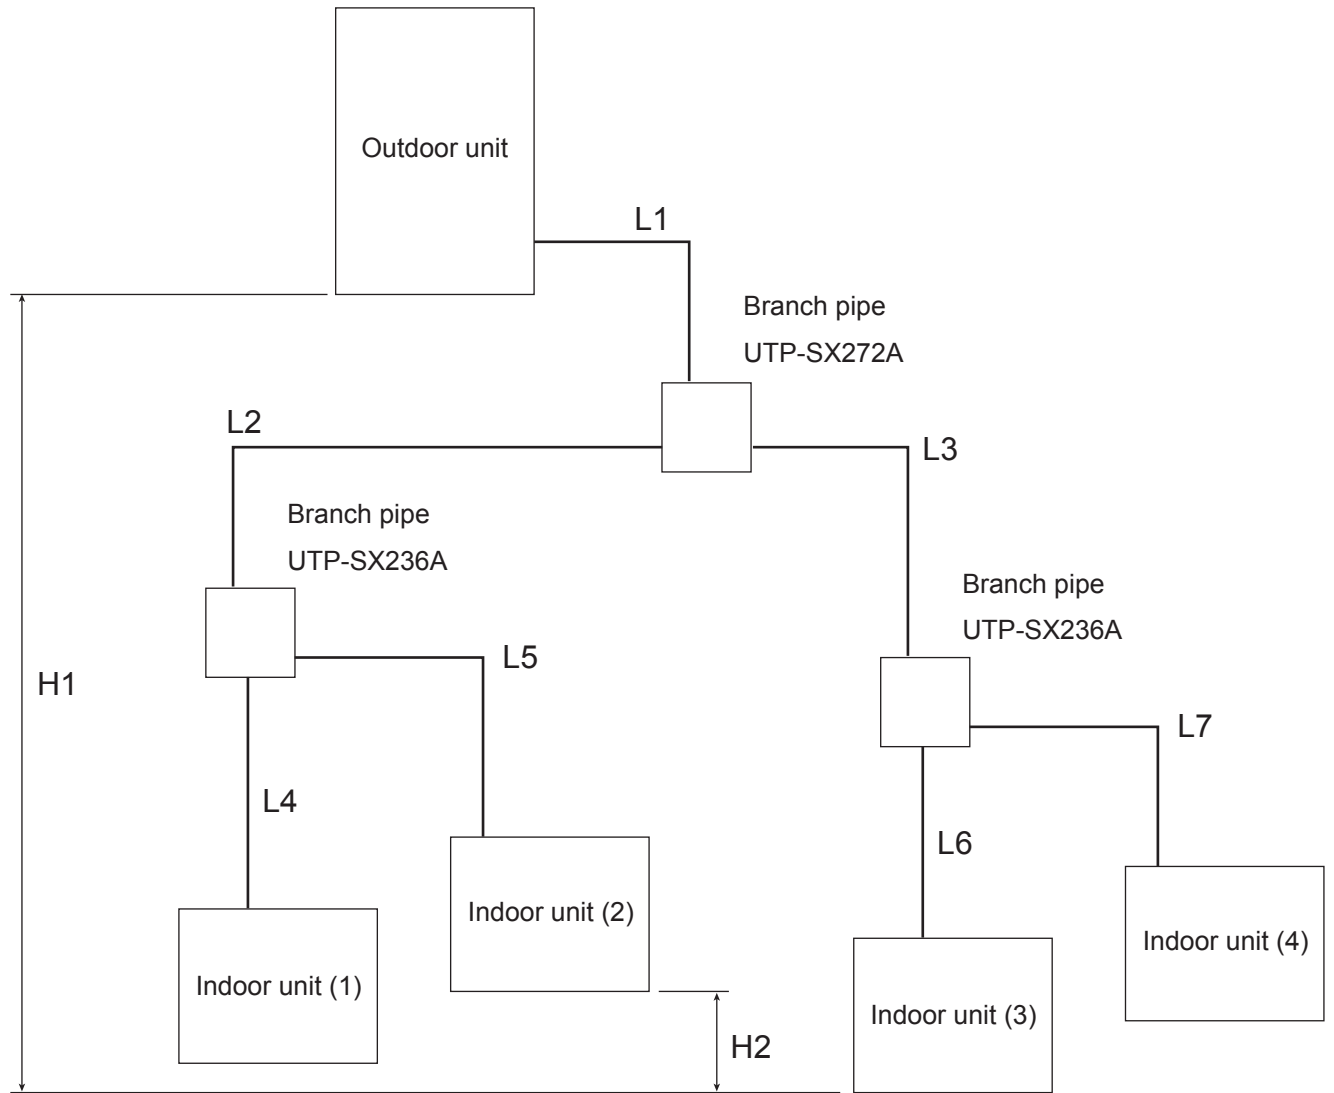 Outdoor unit
L1
Branch pipe
UTP-SX272A
L2
L3
Branch pipe
UTP-SX236A
Branch pipe
UTP-SX236A
L5
H1
L7
L4
L6
Indoor unit (2)
Indoor unit (4)
Indoor unit (1)
Indoor unit (3)
H2